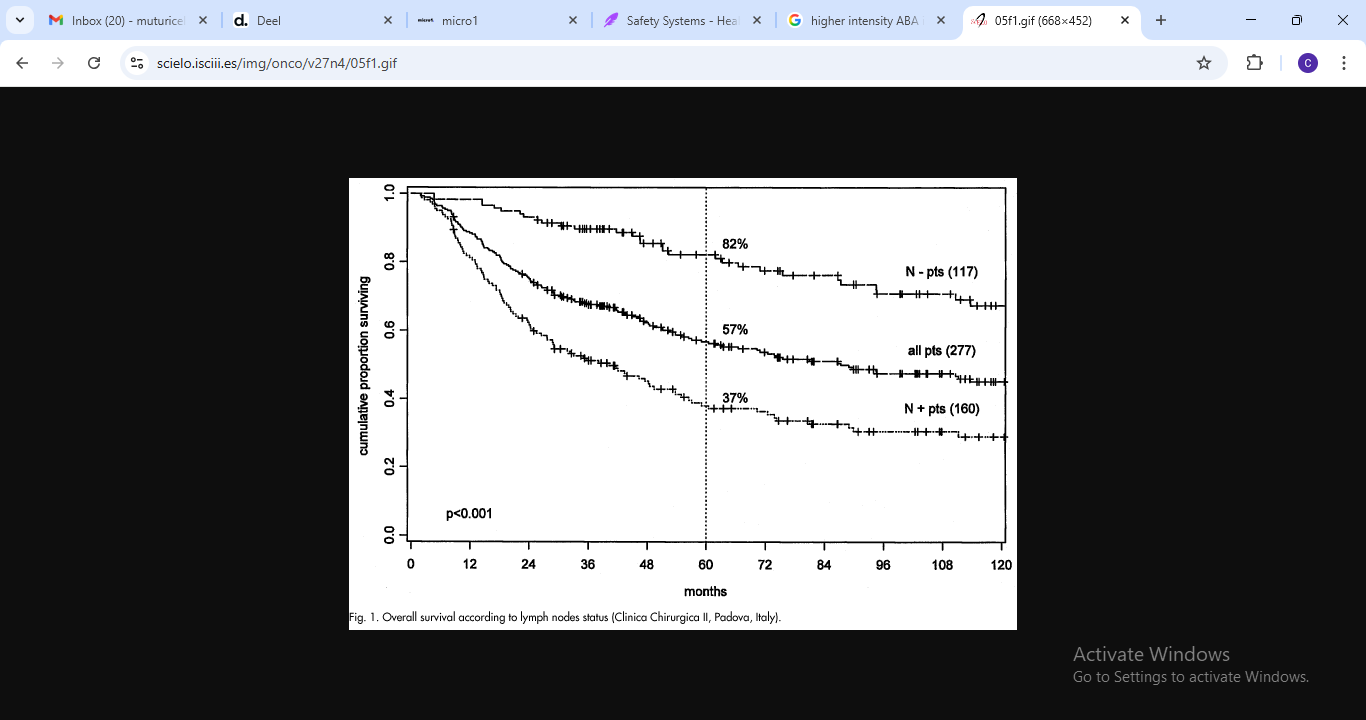 Inbox (20) - muturice
Deel
micro1
micro1
Safety Systems - Hea
higher intensity ABA
05f1.gif (668×452)
scielo.isciii.es/img/onco/v27n4/05f1.gif
C
cumulative proportion surviving
1.0
0.8
0.6
0.4
0.2
0.0
82%
N - pts (117)
57%
all pts (277)
37%
N + pts (160)
p<0.001
0 12 24 36 48 60 72 84 96 108 120
months
Fig. 1. Overall survival according to lymph nodes status (Clinica Chirurgica II, Padova, Italy).
Activate Windows
Go to Settings to activate Windows.